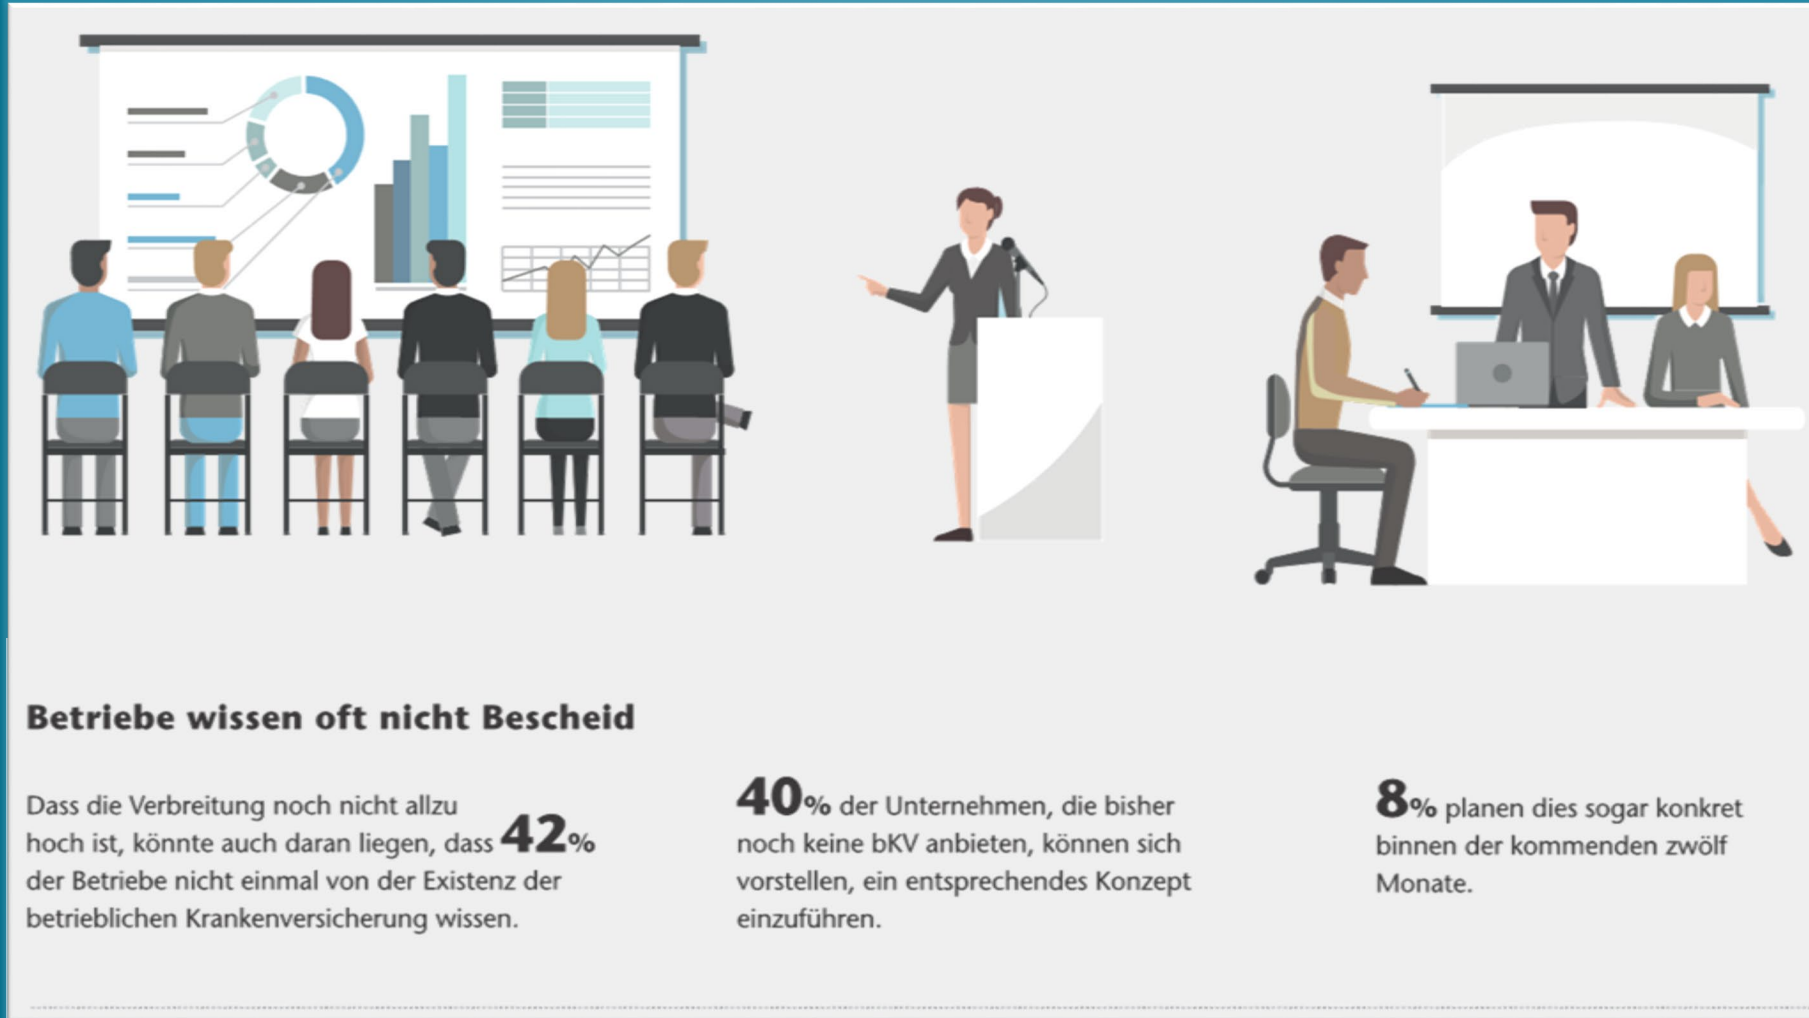 Betriebe wissen oft nicht Bescheid
Dass die Verbreitung noch nicht allzu
hoch ist, könnte auch daran liegen, dass 42%
der Betriebe nicht einmal von der Existenz der
betrieblichen Krankenversicherung wissen.
40% der Unternehmen, die bisher
noch keine bKV anbieten, können sich
vorstellen, ein entsprechendes Konzept
einzuführen.
8% planen dies sogar konkret
binnen der kommenden zwölf
Monate.